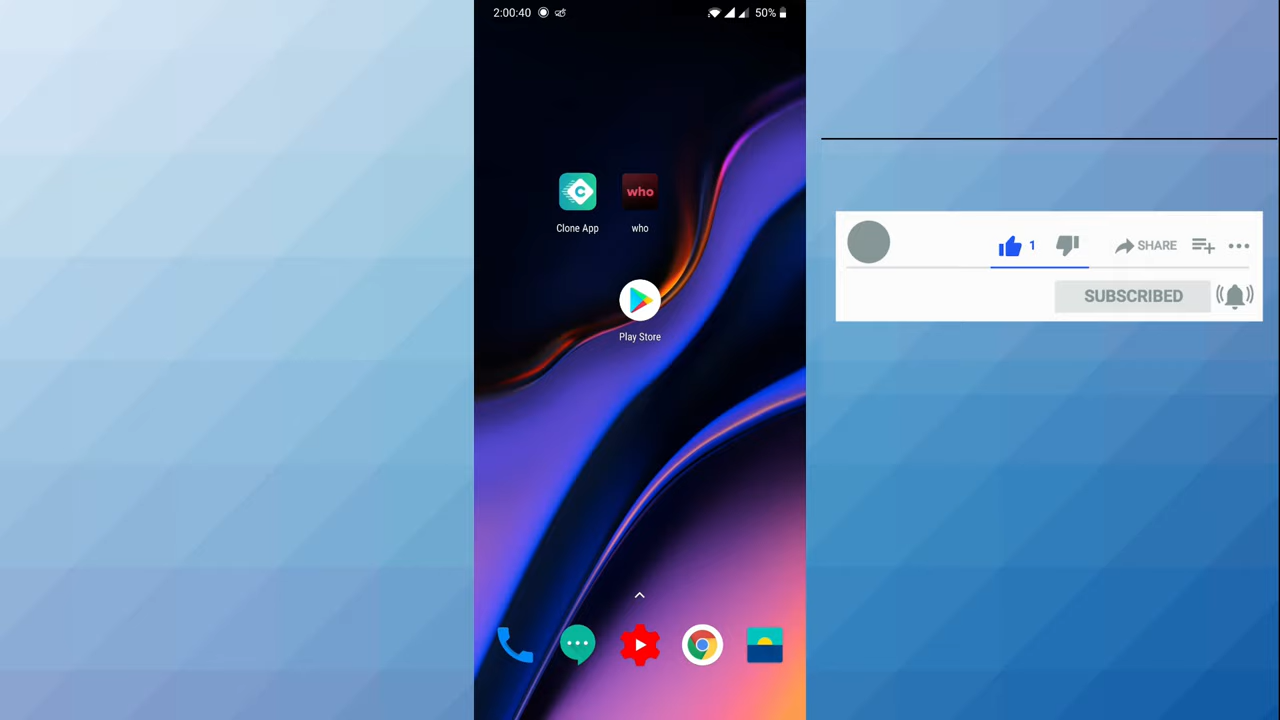 2:00:40
50%
Clone App
who
who
Play Store
1
SHARE
SUBSCRIBED